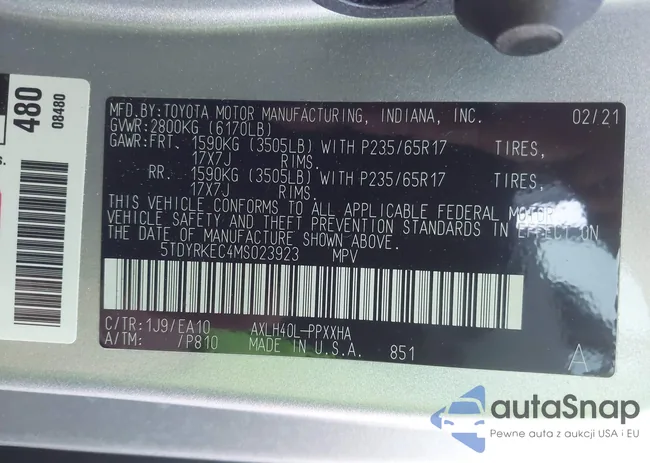 480
08480
s.
MFD.BY:TOYOTA MOTOR MANUFACTURING, INDIANA, INC. 02/21
GVWR:2800KG (6170LB)
GAWR:FRT. 1590KG (3505LB) WITH P235/65R17 TIRES,
17X7J RIMS.
RR. 1590KG (3505LB) WITH P235/65R17 TIRES,
17X7J RIMS.
THIS VEHICLE CONFORMS TO ALL APPLICABLE FEDERAL MOTOR
VEHICLE SAFETY AND THEFT PREVENTION STANDARDS IN EFFECT ON
THE DATE OF MANUFACTURE SHOWN ABOVE.
5TDYRKEC4MS023923 MPV
C/TR:1J9/EA10 AXLH40L-PPXXHA
A/TM: /P810 MADE IN U.S.A. 851 A
autaSnap
Pewne auta z aukcji USA i EU